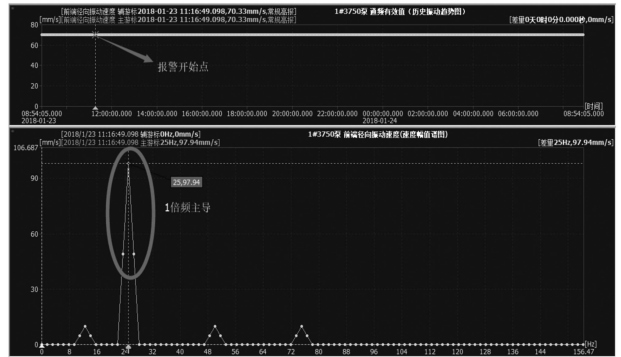 [前端径向振动速度 辅游标2018-01-23 11:16:49.098,70.33mm/s,常规高报]
[mm/s][前端径向振动速度 主游标2018-01-23 11:16:49.098,70.33mm/s,常规高报]
1#3750泵 直频有效值（历史振动趋势图）
[差量0天0时0分0.000秒,0mm/s]
80
60
40
20
0
报警开始点
08:54:05.000 12:00:00.000 14:00:00.000 16:00:00.000 18:00:00.000 20:00:00.000 22:00:00.000 00:00:00.000 02:00:00.000 04:00:00.000 06:00:00.000 08:54:05.000
[时间]
2018-01-23 2018-01-24
[2018/1/23 11:16:49.098 辅游标0Hz,0mm/s]
[mm/s][2018/1/23 11:16:49.098 主游标25Hz,97.94mm/s]
1#3750泵 前端径向振动速度(速度幅值谱图)
[差量25Hz,97.94mm/s]
106.687
90
60
30
0
25,97.94
1倍频主导
0 8 16 24 32 40 48 56 64 72 80 88 96 104 112 120 128 136 144 156.47
[Hz]